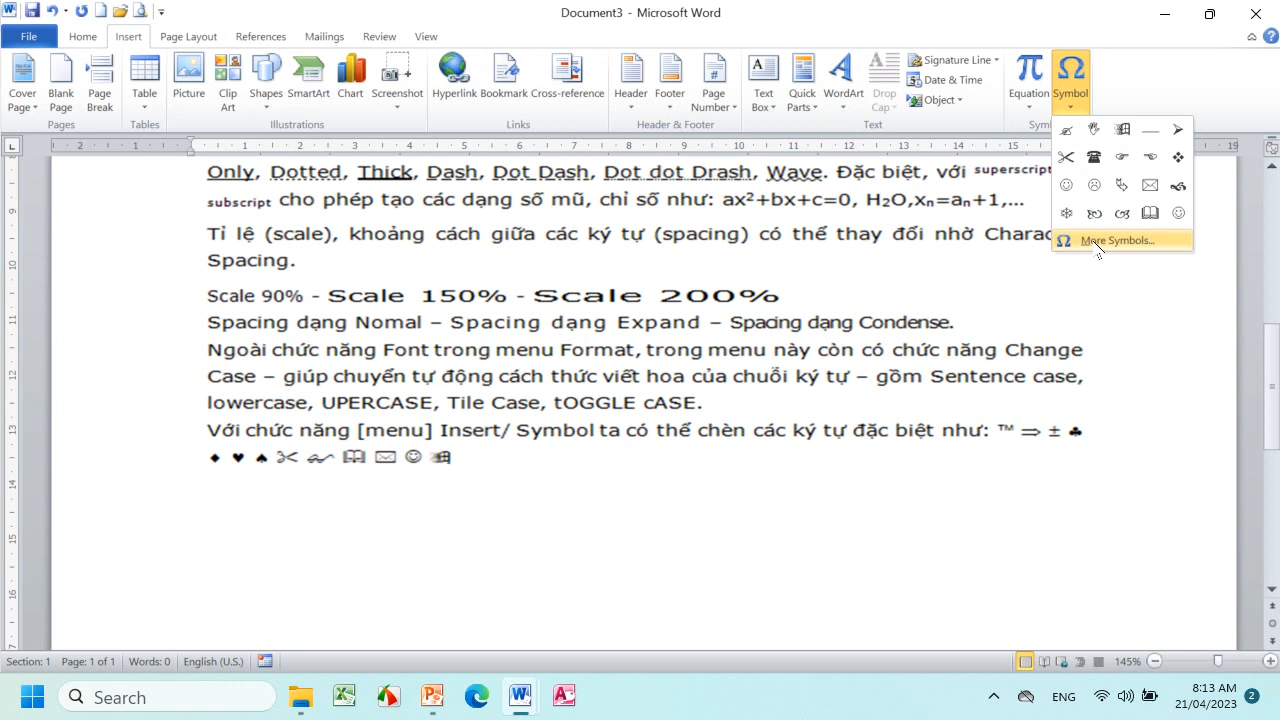 Document3 - Microsoft Word
File Home Insert Page Layout References Mailings Review View
Cover Page Blank Page Page Break Table Picture Clip Art Shapes SmartArt Chart Screenshot Hyperlink Bookmark Cross-reference Header Footer Page Number Text Box Quick Parts WordArt Drop Cap Signature Line Date & Time Object Equation Symbol
Pages Tables Illustrations Links Header & Footer Text
More Symbols...
Only, Dotted, Thick, Dash, Dot Dash, Dot dot Drash, Wave. Đặc biệt, với superscript
subscript cho phép tạo các dạng số mũ, chỉ số như: ax²+bx+c=0, H₂O,xₙ=aₙ+1,...
Tỉ lệ (scale), khoảng cách giữa các ký tự (spacing) có thể thay đổi nhờ Charac
Spacing.
Scale 90% - Scale 150% - Scale 200%
Spacing dạng Nomal – Spacing dạng Expand – Spacing dạng Condense.
Ngoài chức năng Font trong menu Format, trong menu này còn có chức năng Change
Case – giúp chuyển tự động cách thức viết hoa của chuỗi ký tự – gồm Sentence case,
lowercase, UPERCASE, Tile Case, tOGGLE cASE.
Với chức năng [menu] Insert/ Symbol ta có thể chèn các ký tự đặc biệt như: ™ ⇒ ± ♣
♦ ♥ ♠ ✂ 🕮 ✉ ☺
Section: 1 Page: 1 of 1 Words: 0 English (U.S.) 145%
Search ENG 8:13 AM
21/04/2023 2